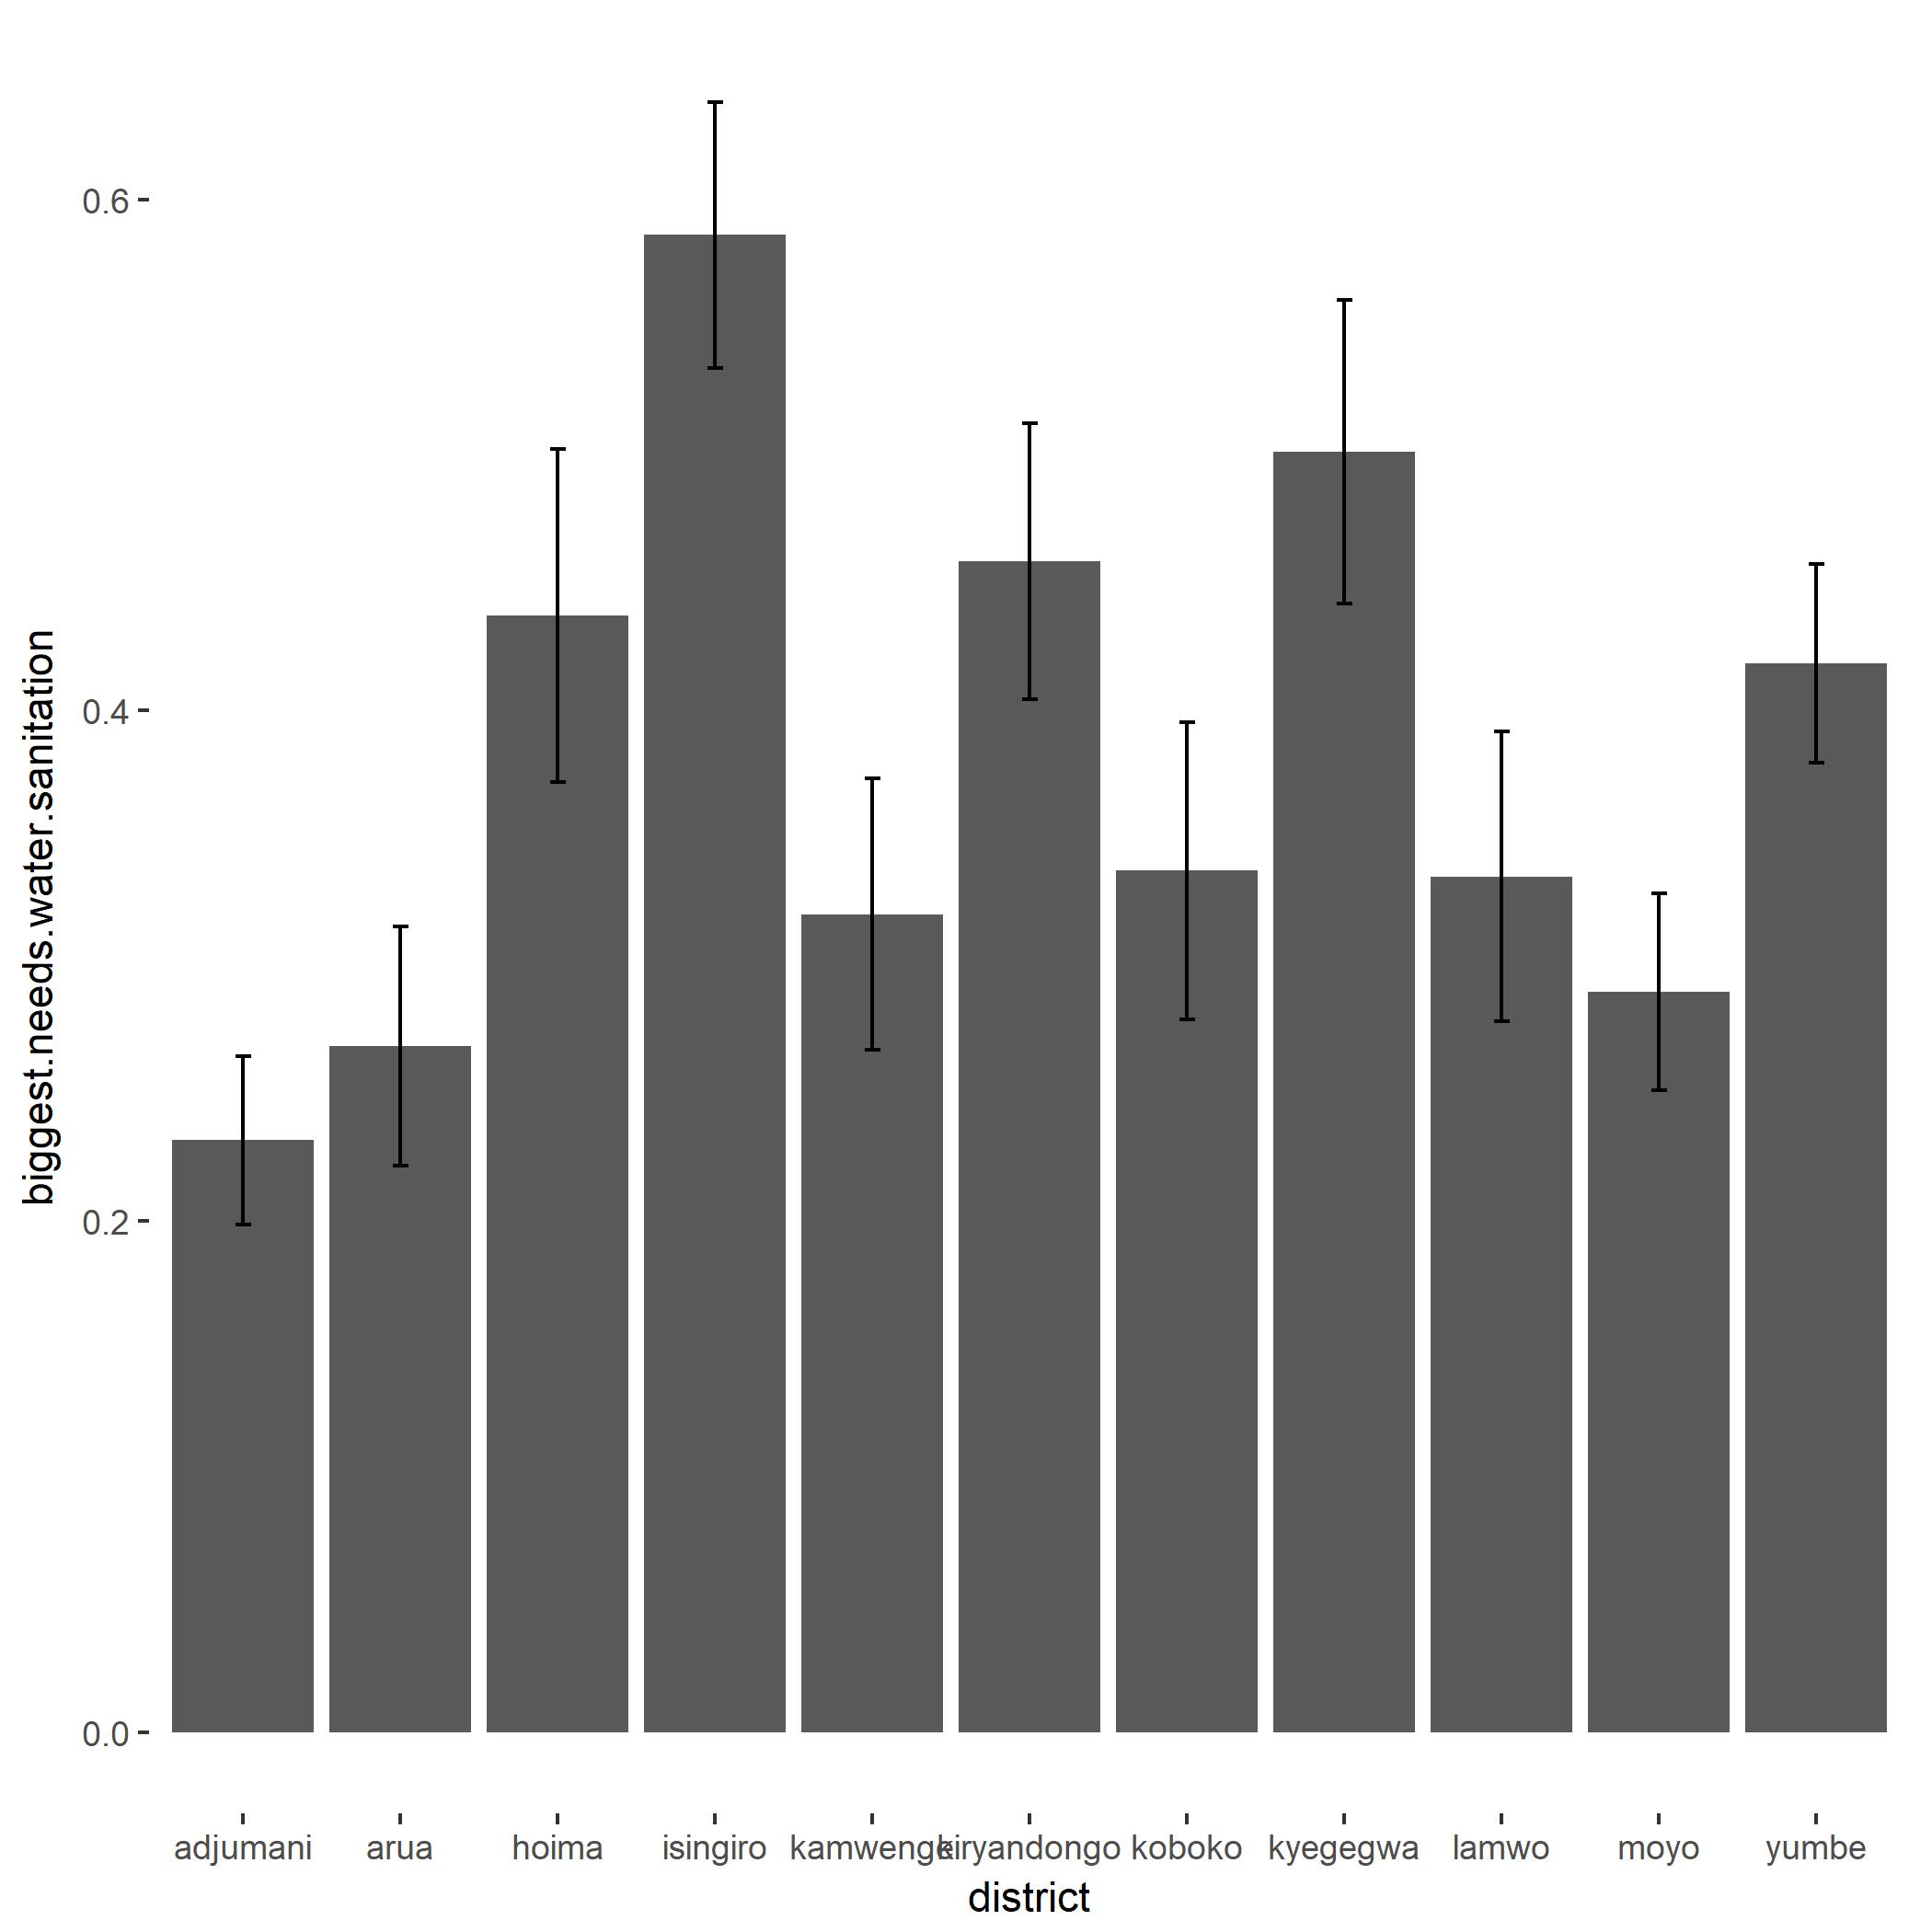 biggest.needs.water.sanitation
0.6
0.4
0.2
0.0
adjumani arua hoima isingiro kamwenge kiryandongo koboko kyegegwa lamwo moyo yumbe
district